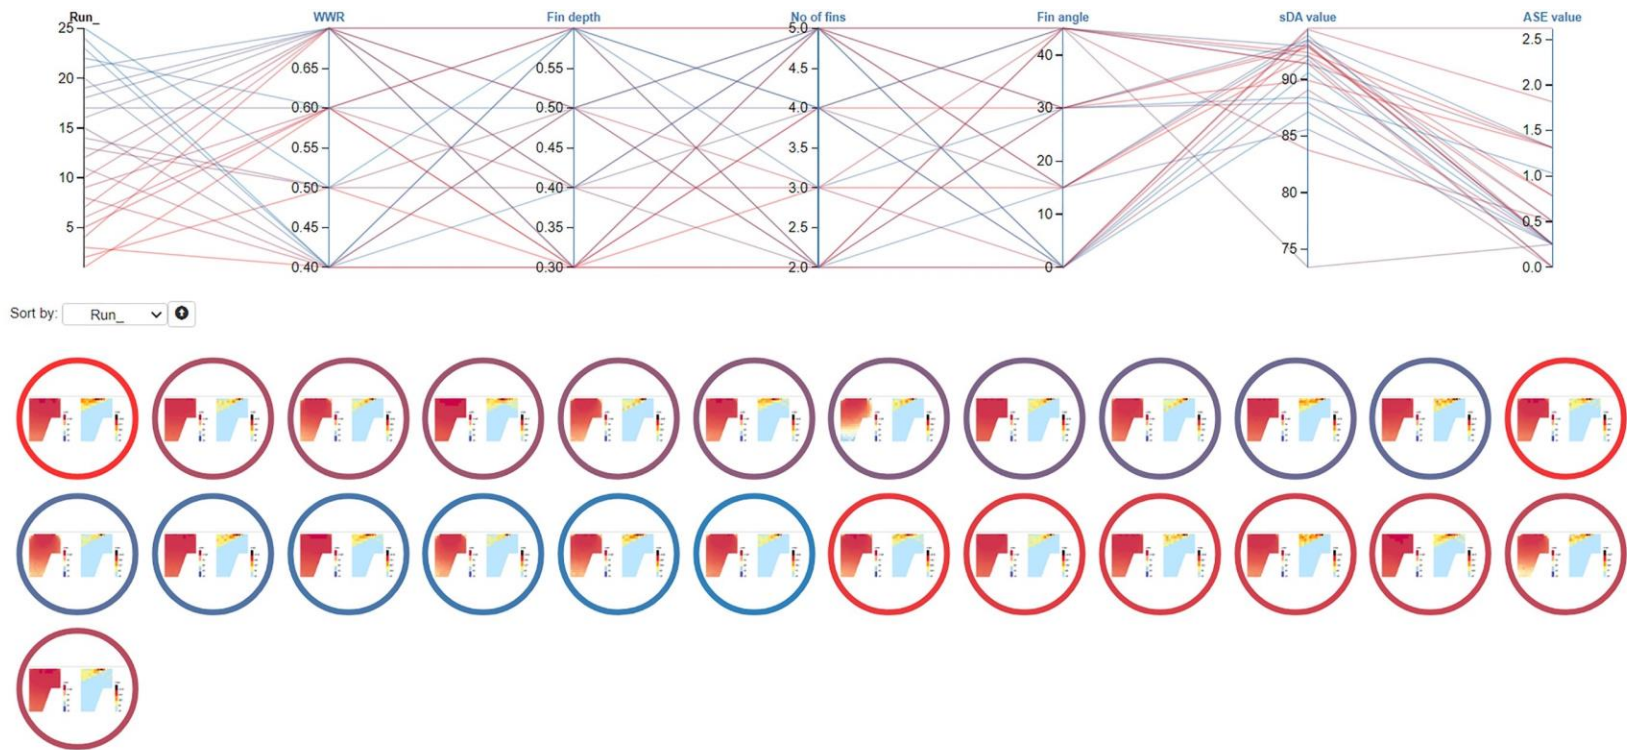 Run_ WWR Fin depth No of fins Fin angle sDA value ASE value
25 5.0 2.5
40
0.65 0.55 4.5
20 90 2.0
0.60 0.50 4.0 30 1.5
15 0.55 0.45 3.5 85
20 1.0
10
0.50 0.40 3.0 80
10 0.5
5 0.45 0.35 2.5
75
0.40 0.30 2.0 0 0.0
Sort by: Run_